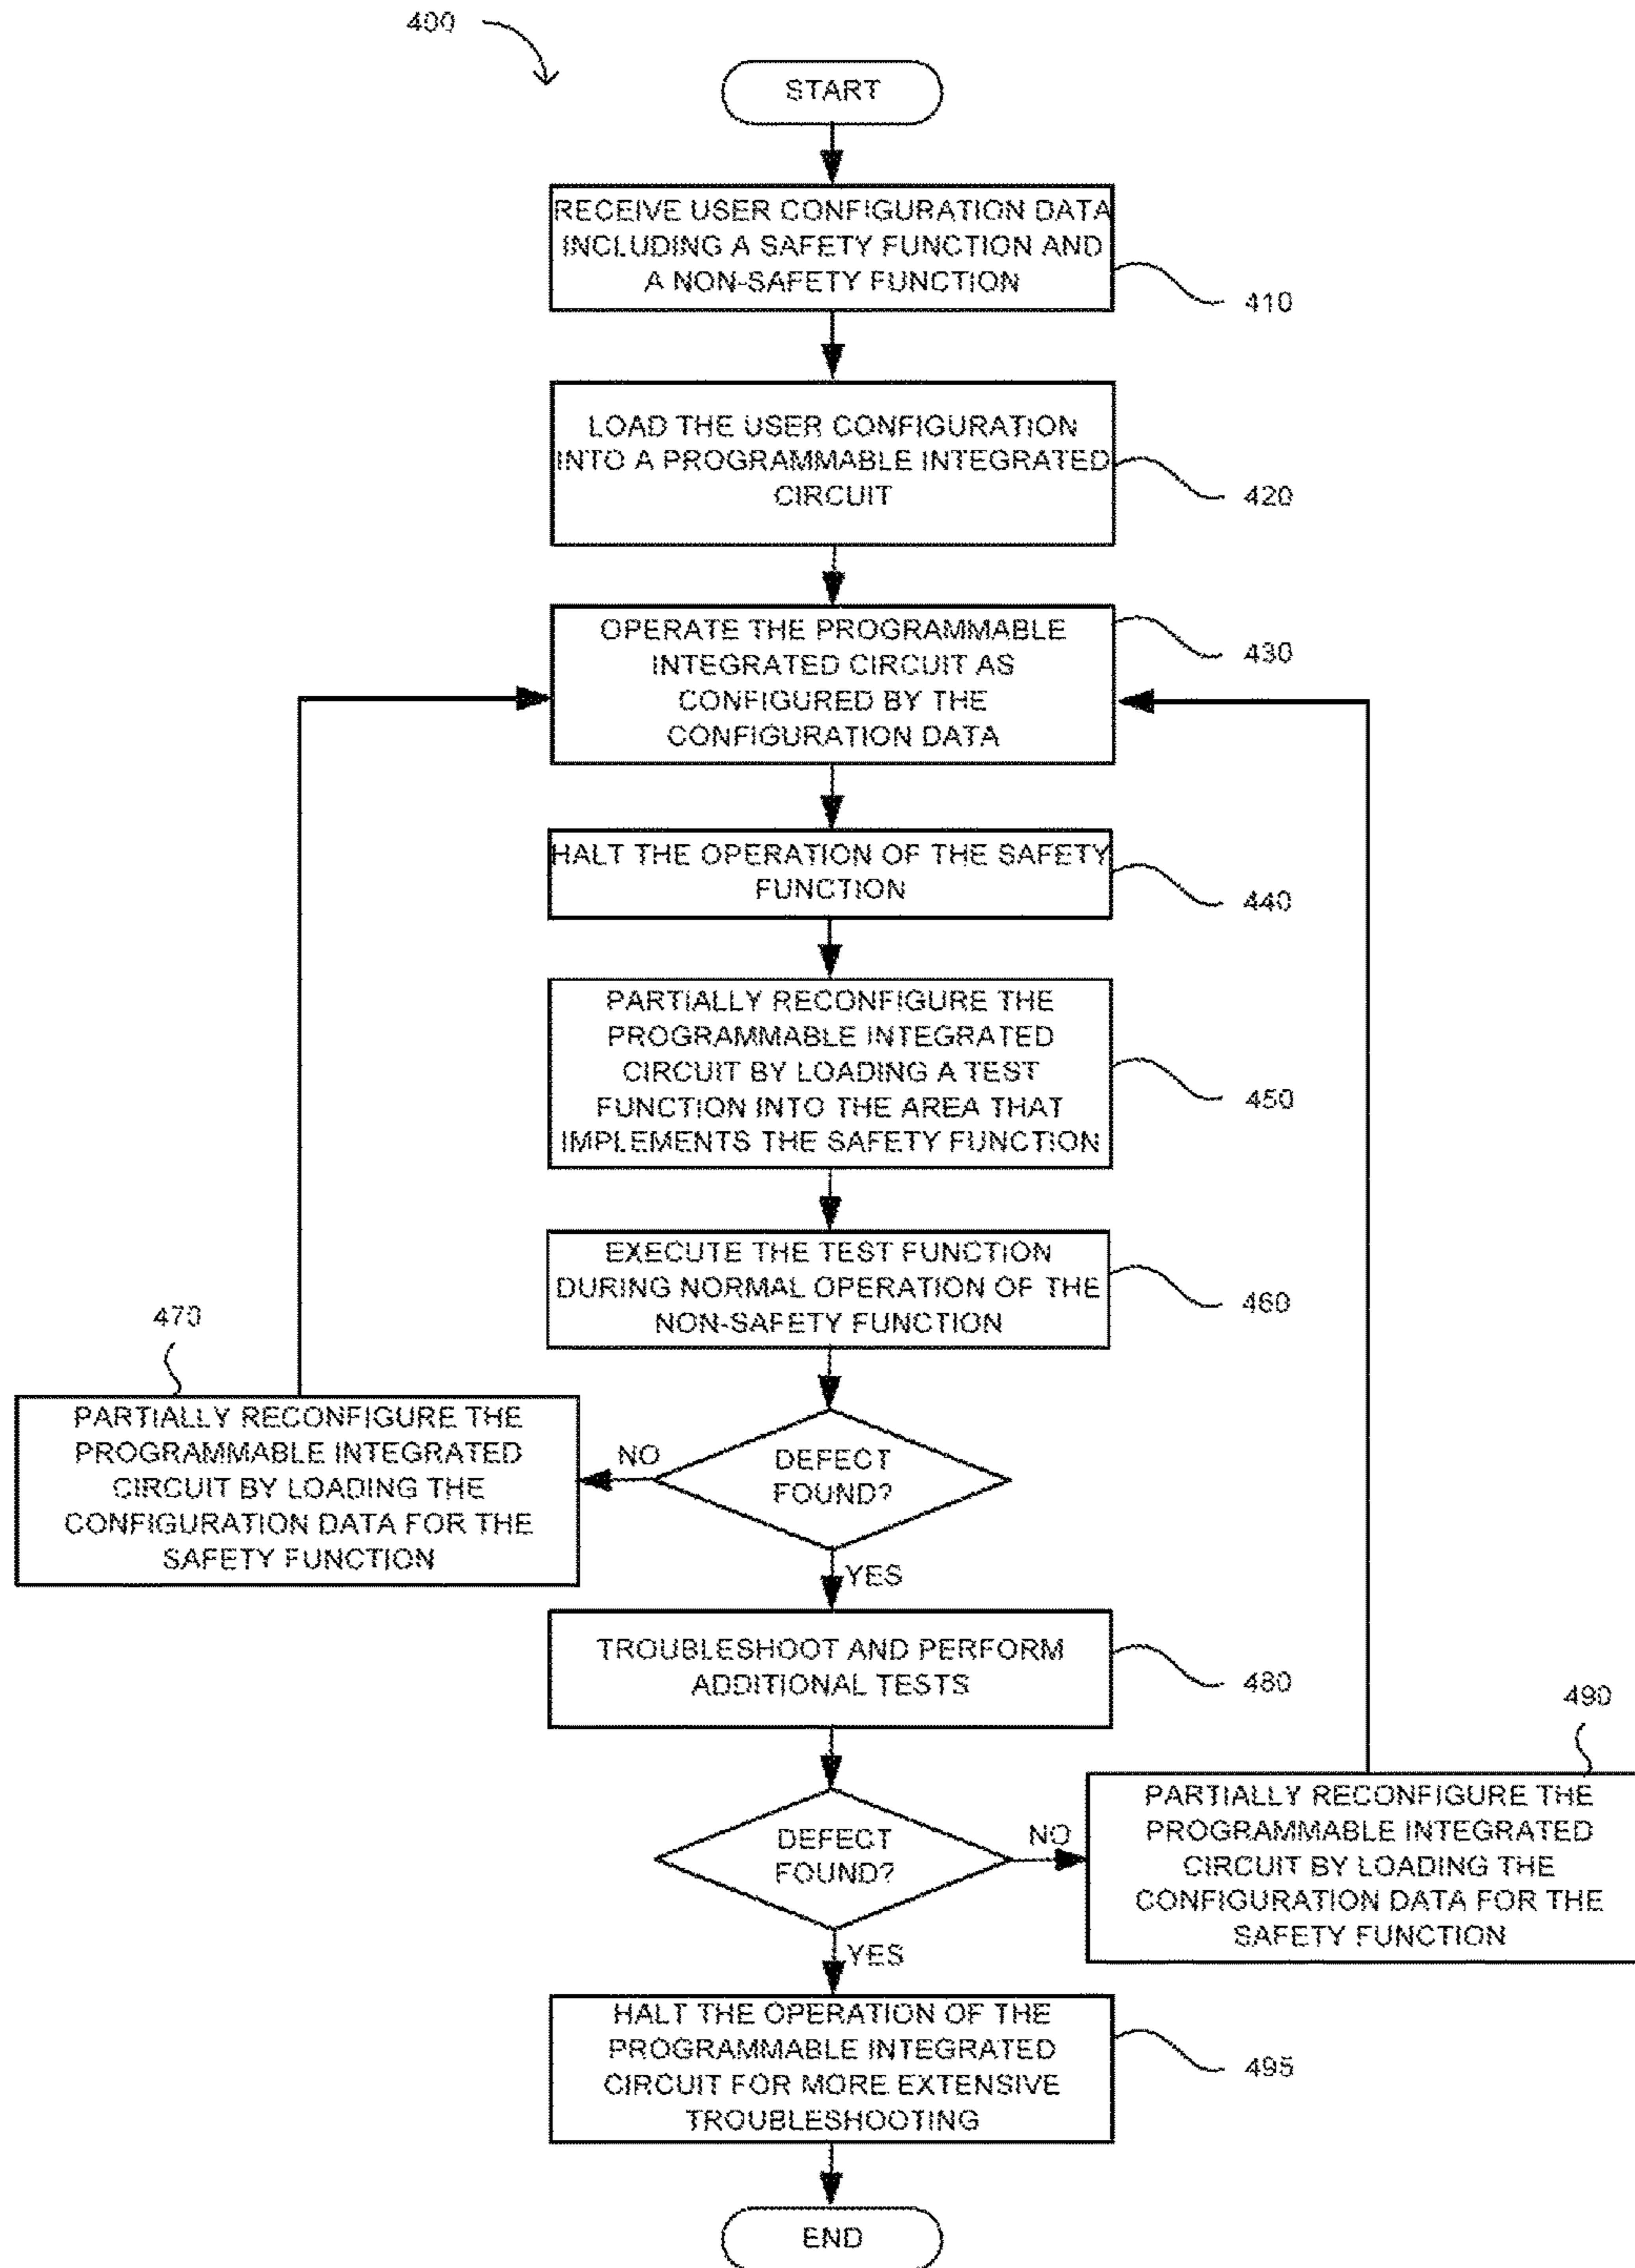 400
START
RECEIVE USER CONFIGURATION DATA
INCLUDING A SAFETY FUNCTION AND
A NON-SAFETY FUNCTION
410
LOAD THE USER CONFIGURATION
INTO A PROGRAMMABLE INTEGRATED
CIRCUIT
420
OPERATE THE PROGRAMMABLE
INTEGRATED CIRCUIT AS
CONFIGURED BY THE
CONFIGURATION DATA
430
HALT THE OPERATION OF THE SAFETY
FUNCTION
440
PARTIALLY RECONFIGURE THE
PROGRAMMABLE INTEGRATED
CIRCUIT BY LOADING A TEST
FUNCTION INTO THE AREA THAT
IMPLEMENTS THE SAFETY FUNCTION
450
EXECUTE THE TEST FUNCTION
DURING NORMAL OPERATION OF THE
NON-SAFETY FUNCTION
460
470
PARTIALLY RECONFIGURE THE
PROGRAMMABLE INTEGRATED
CIRCUIT BY LOADING THE
CONFIGURATION DATA FOR THE
SAFETY FUNCTION
NO
DEFECT
FOUND?
YES
TROUBLESHOOT AND PERFORM
ADDITIONAL TESTS
480
490
DEFECT
FOUND?
NO
PARTIALLY RECONFIGURE THE
PROGRAMMABLE INTEGRATED
CIRCUIT BY LOADING THE
CONFIGURATION DATA FOR THE
SAFETY FUNCTION
YES
HALT THE OPERATION OF THE
PROGRAMMABLE INTEGRATED
CIRCUIT FOR MORE EXTENSIVE
TROUBLESHOOTING
495
END